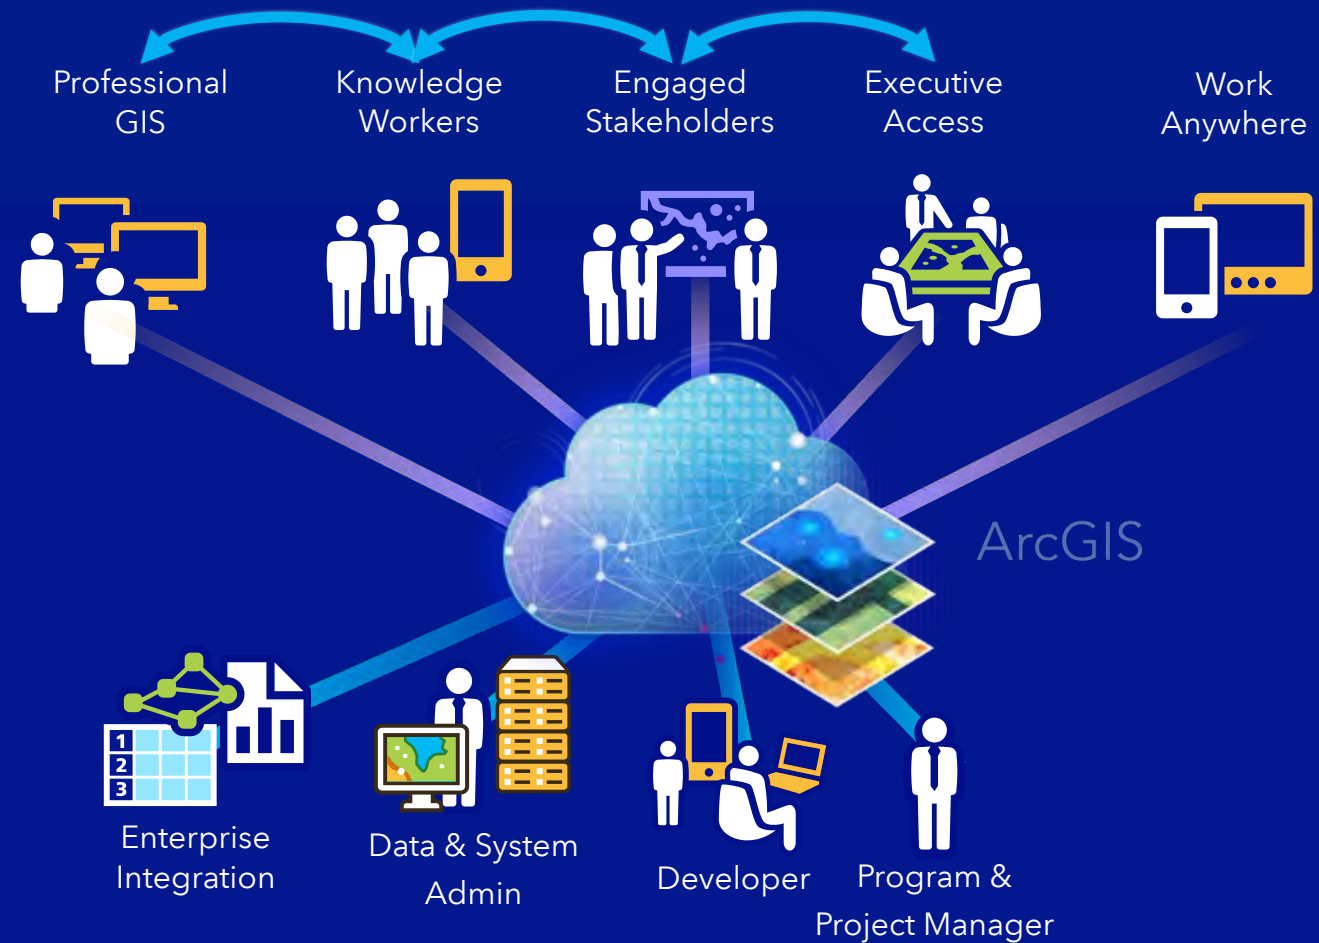 Professional
GIS
Knowledge
Workers
Engaged
Stakeholders
Executive
Access
Work
Anywhere
ArcGIS
1
2
3
Enterprise
Integration
Data & System
Admin
Developer
Program &
Project Manager